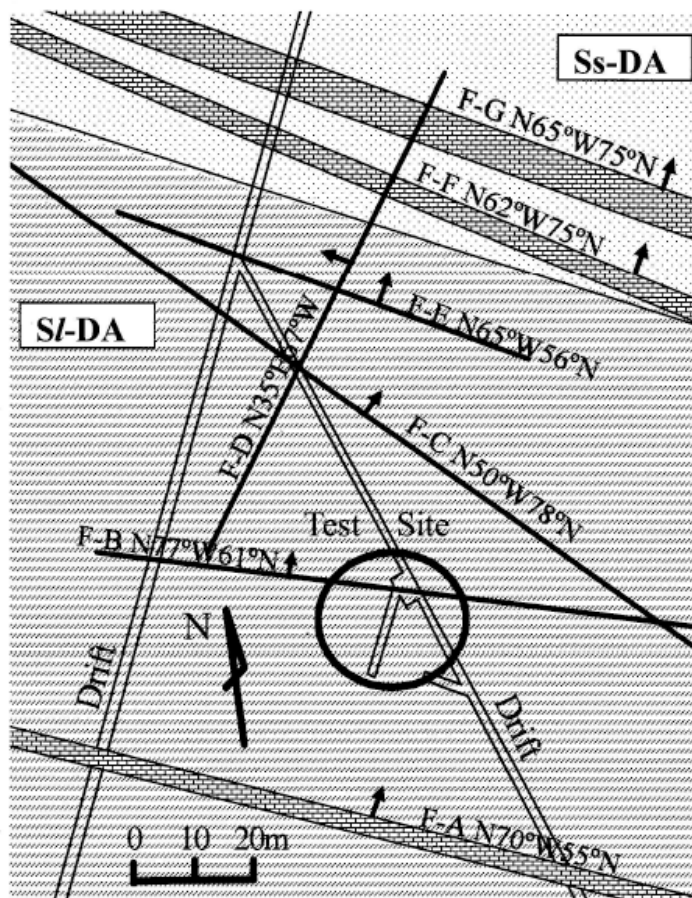 Ss-DA
F-G N65°W75°N
F-F N62°W75°N
F-E N65°W56°N
Sl-DA
F-D
F-C N50°W78°N
Test Site
F-B N77°W61°N
N
Drift
Drift
F-A N70°W55°N
0 10 20m